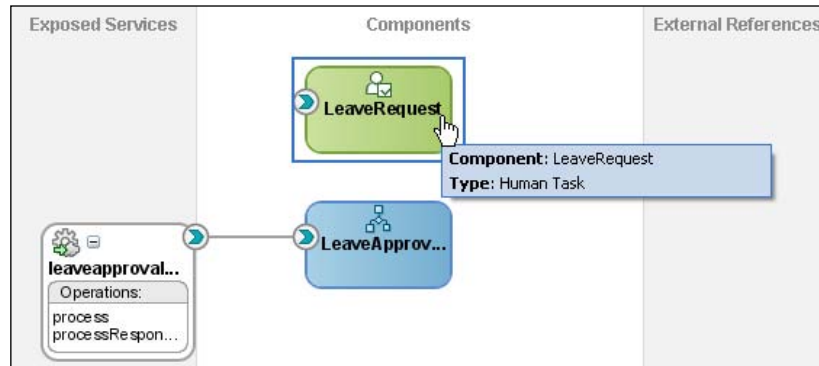 Exposed Services
Components
External References
LeaveRequest
Component: LeaveRequest
Type: Human Task
LeaveApprov...
leaveapproval...
Operations:
process
processRespon...